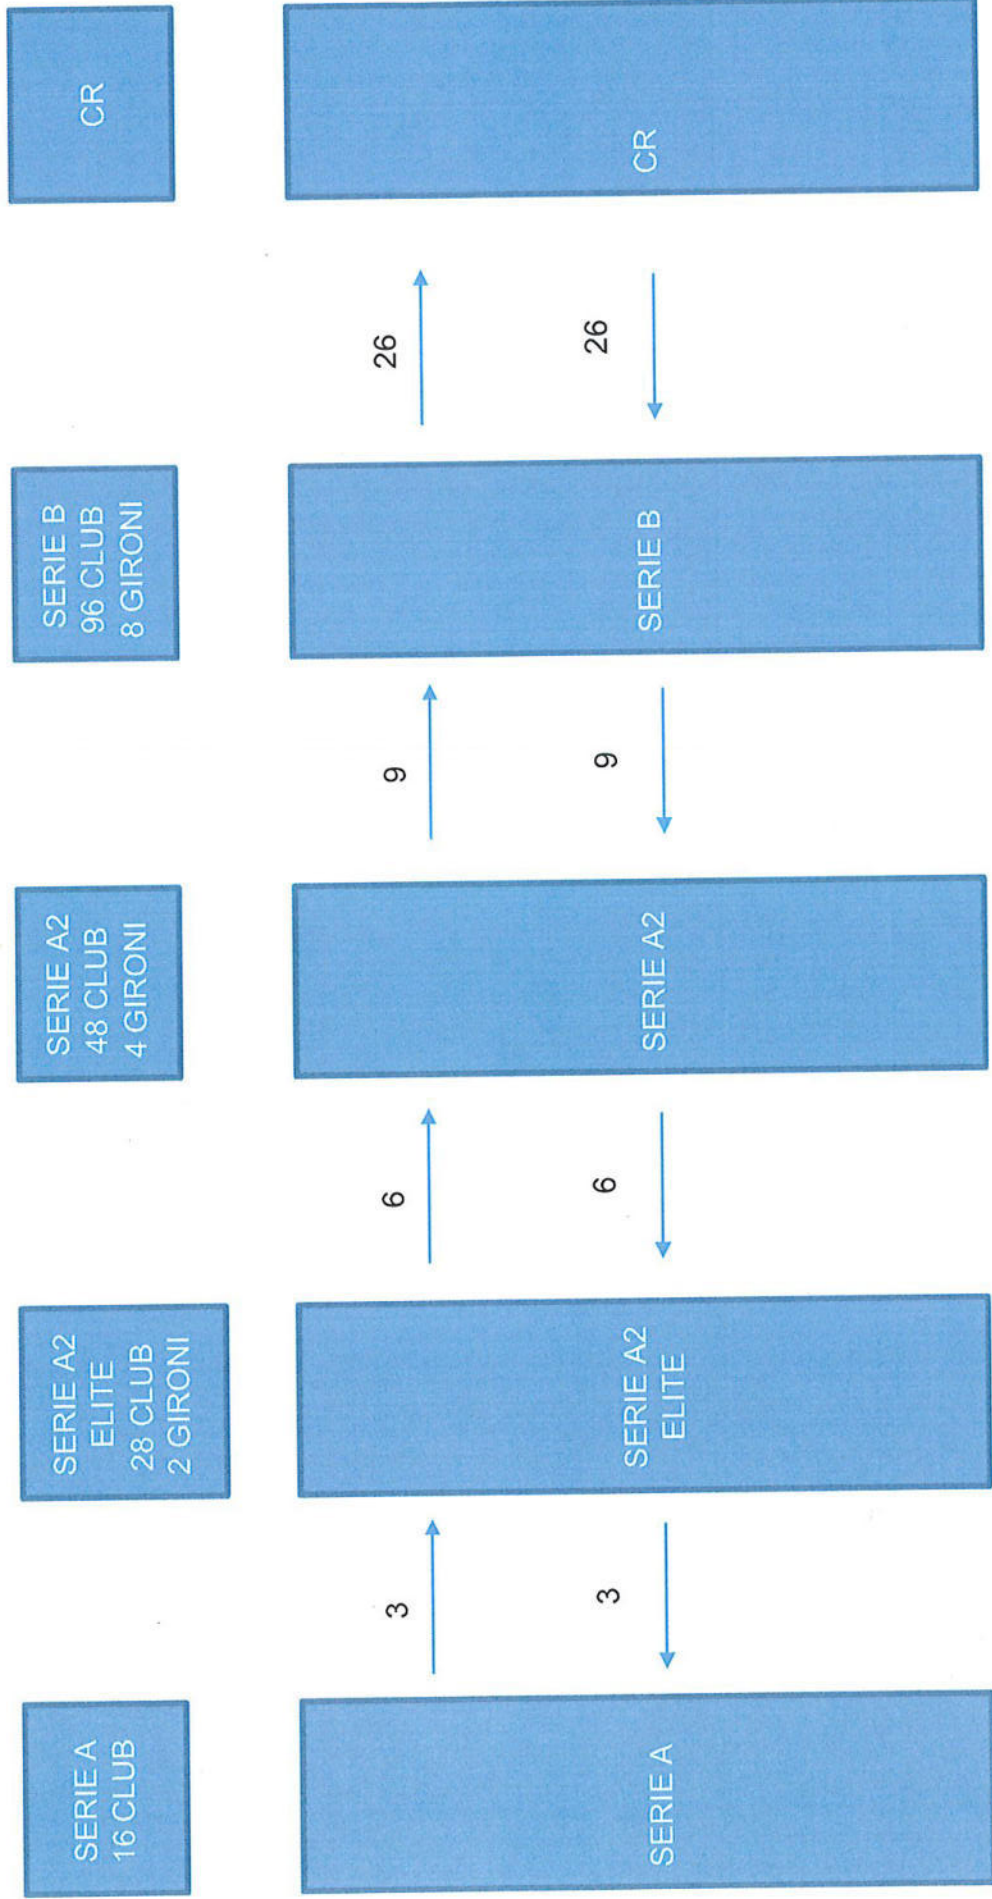 SERIE A
16 CLUB
SERIE A2
ELITE
28 CLUB
2 GIRONI
SERIE A2
48 CLUB
4 GIRONI
SERIE B
96 CLUB
8 GIRONI
CR
3
6
9
26
3
6
9
26
SERIE A
SERIE A2
ELITE
SERIE A2
SERIE B
CR